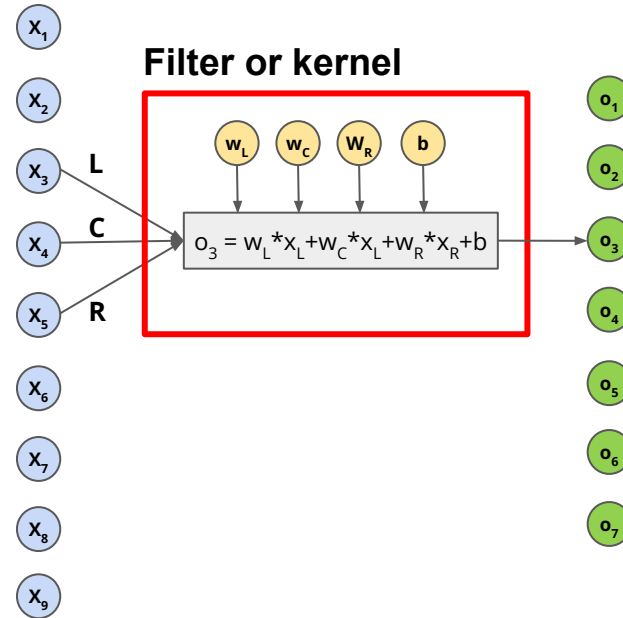 X1
Filter or kernel
X2
o1
wL
wC
WR
b
X3
L
o2
X4
C
o3 = wL*xL+wC*xL+wR*xR+b
o3
X5
R
o4
X6
o5
X7
o6
X8
o7
X9